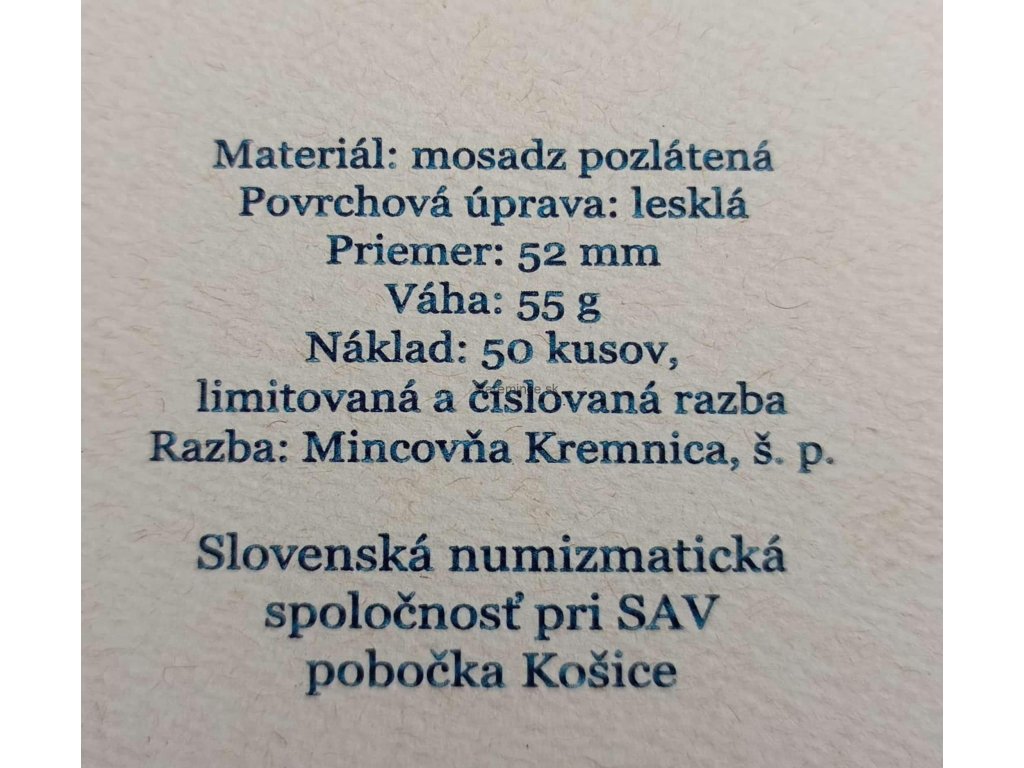 Materiál: mosadz pozlátená
Povrchová úprava: lesklá
Priemer: 52 mm
Váha: 55 g
Náklad: 50 kusov,
limitovaná a číslovaná razba
Razba: Mincovňa Kremnica, š. p.
Slovenská numizmatická
spoločnosť pri SAV
pobočka Košice